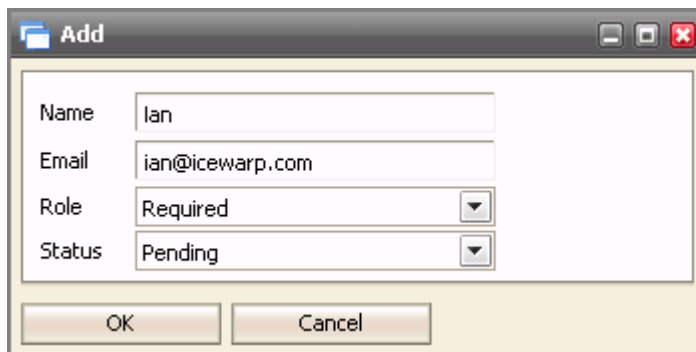 Add
Name Ian
Email ian@icewarp.com
Role Required
Status Pending
OK Cancel